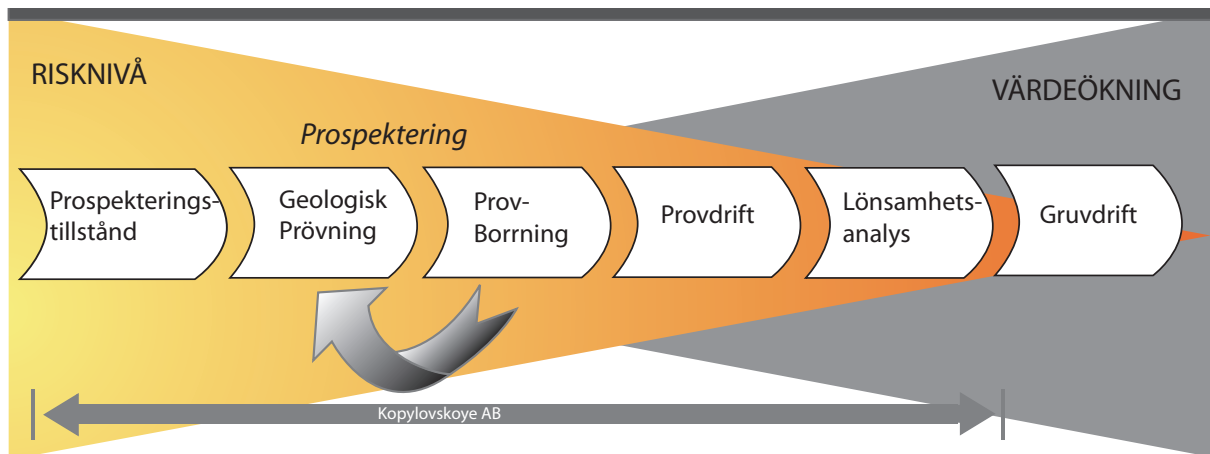 RISKNIVÅ
VÄRDEÖKNING
Prospektering
Prospekterings-
tillstånd
Geologisk
Prövning
Prov-
Borrning
Provdrift
Lönsamhets-
analys
Gruvdrift
Kopylovskoye AB